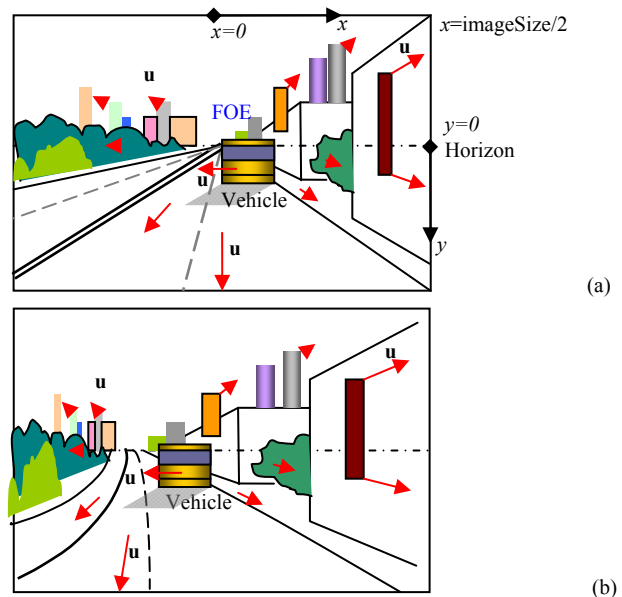 x=0
x
x=imageSize/2
u
u
FOE
y=0
Horizon
u
Vehicle
u
y
(a)
u
u
u
Vehicle
u
(b)